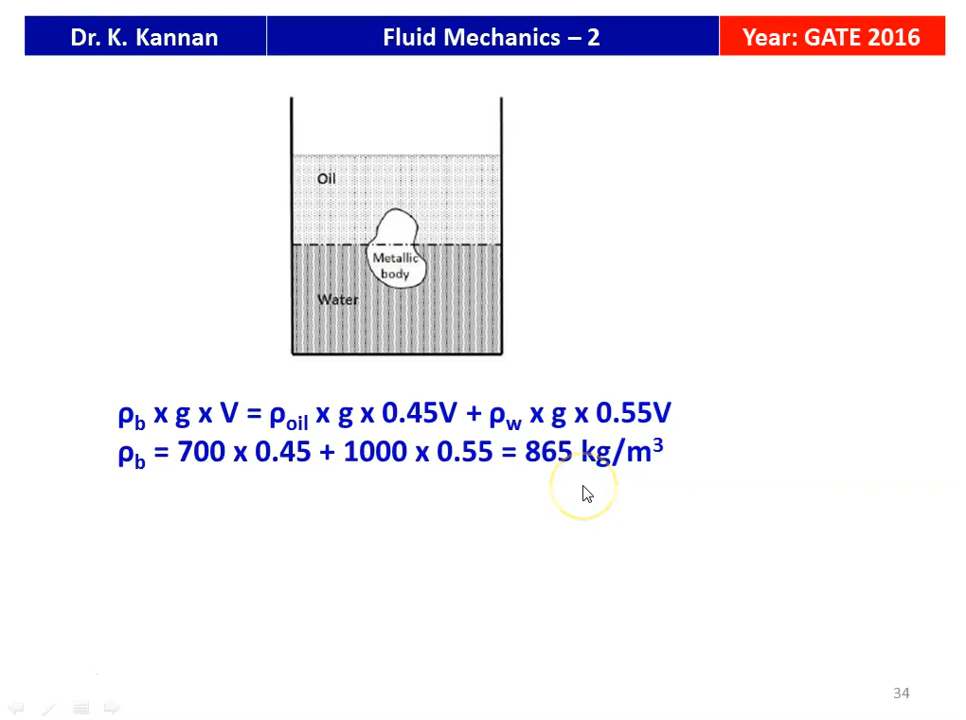 Dr. K. Kannan Fluid Mechanics – 2 Year: GATE 2016
Oil
Metallic
body
Water
ρb x g x V = ρoil x g x 0.45V + ρw x g x 0.55V
ρb = 700 x 0.45 + 1000 x 0.55 = 865 kg/m³
34